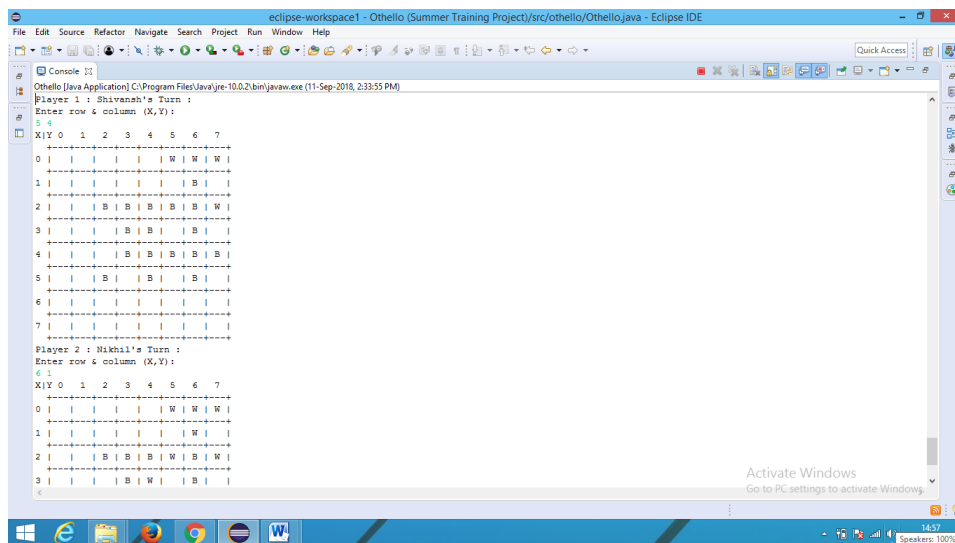 eclipse-workspace1 - Othello (Summer Training Project)/src/othello/Othello.java - Eclipse IDE
File Edit Source Refactor Navigate Search Project Run Window Help
Quick Access
Console
Othello [Java Application] C:\Program Files\Java\jre-10.0.2\bin\javaw.exe (11-Sep-2018, 2:33:55 PM)
Player 1 : Shivansh's Turn :
Enter row & column (X,Y):
5 4
X|Y 0   1   2   3   4   5   6   7
  +---+---+---+---+---+---+---+---+
0 |   |   |   |   |   | W | W | W |
  +---+---+---+---+---+---+---+---+
1 |   |   |   |   |   |   | B |   |
  +---+---+---+---+---+---+---+---+
2 |   |   | B | B | B | B | B | W |
  +---+---+---+---+---+---+---+---+
3 |   |   |   | B | B |   | B |   |
  +---+---+---+---+---+---+---+---+
4 |   |   |   | B | B | B | B | B |
  +---+---+---+---+---+---+---+---+
5 |   |   | B |   | B |   | B |   |
  +---+---+---+---+---+---+---+---+
6 |   |   |   |   |   |   |   |   |
  +---+---+---+---+---+---+---+---+
7 |   |   |   |   |   |   |   |   |
  +---+---+---+---+---+---+---+---+
Player 2 : Nikhil's Turn :
Enter row & column (X,Y):
6 1
X|Y 0   1   2   3   4   5   6   7
  +---+---+---+---+---+---+---+---+
0 |   |   |   |   |   | W | W | W |
  +---+---+---+---+---+---+---+---+
1 |   |   |   |   |   |   | W |   |
  +---+---+---+---+---+---+---+---+
2 |   |   | B | B | B | W | B | W |
  +---+---+---+---+---+---+---+---+
3 |   |   |   | B | W |   | B |   |
Activate Windows
Go to PC settings to activate Windows.
14:57
Speakers: 100%